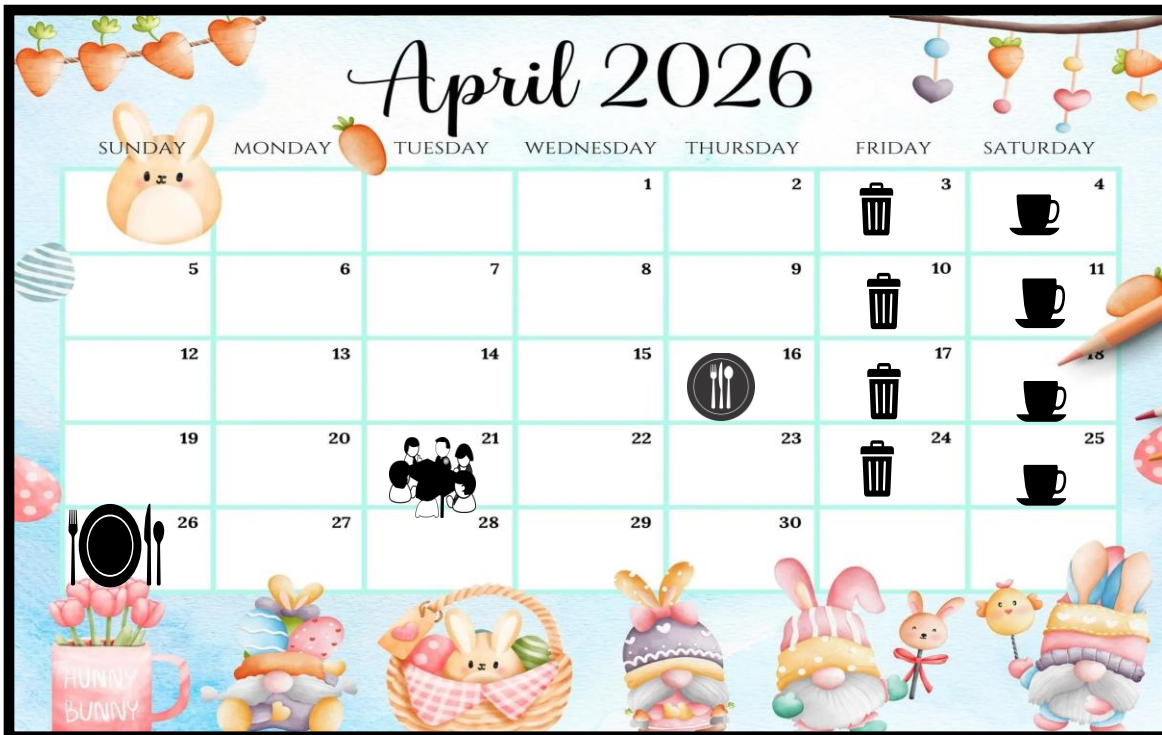 April 2026
SUNDAY MONDAY TUESDAY WEDNESDAY THURSDAY FRIDAY SATURDAY
1 2 3 4
5 6 7 8 9 10 11
12 13 14 15 16 17 18
19 20 21 22 23 24 25
26 27 28 29 30
HUNNY
BUNNY